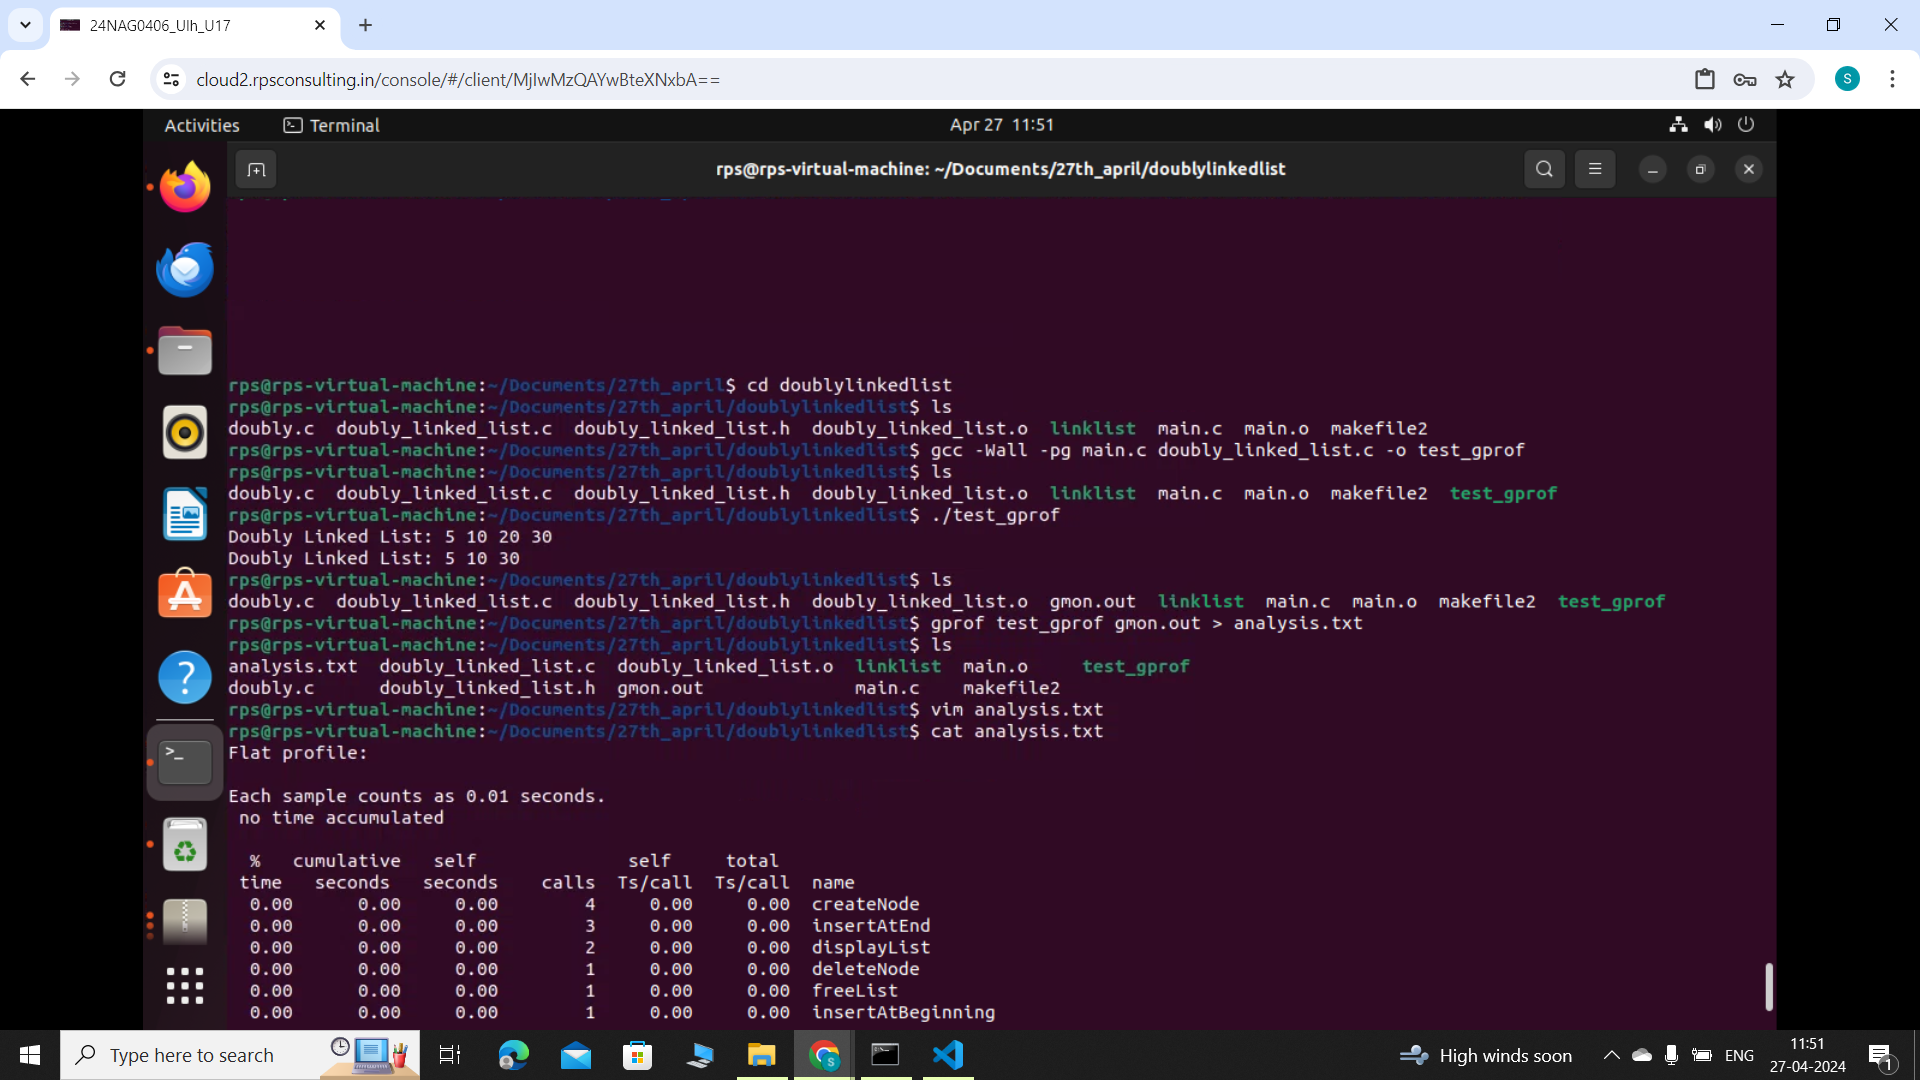 24NAG0406_UIh_U17
cloud2.rpsconsulting.in/console/#/client/MjIwMzQAYwBteXNxbA==
S
Activities Terminal Apr 27 11:51
rps@rps-virtual-machine: ~/Documents/27th_april/doublylinkedlist
rps@rps-virtual-machine:~/Documents/27th_april$ cd doublylinkedlist
rps@rps-virtual-machine:~/Documents/27th_april/doublylinkedlist$ ls
doubly.c doubly_linked_list.c doubly_linked_list.h doubly_linked_list.o linklist main.c main.o makefile2
rps@rps-virtual-machine:~/Documents/27th_april/doublylinkedlist$ gcc -Wall -pg main.c doubly_linked_list.c -o test_gprof
rps@rps-virtual-machine:~/Documents/27th_april/doublylinkedlist$ ls
doubly.c doubly_linked_list.c doubly_linked_list.h doubly_linked_list.o linklist main.c main.o makefile2 test_gprof
rps@rps-virtual-machine:~/Documents/27th_april/doublylinkedlist$ ./test_gprof
Doubly Linked List: 5 10 20 30
Doubly Linked List: 5 10 30
rps@rps-virtual-machine:~/Documents/27th_april/doublylinkedlist$ ls
doubly.c doubly_linked_list.c doubly_linked_list.h doubly_linked_list.o gmon.out linklist main.c main.o makefile2 test_gprof
rps@rps-virtual-machine:~/Documents/27th_april/doublylinkedlist$ gprof test_gprof gmon.out > analysis.txt
rps@rps-virtual-machine:~/Documents/27th_april/doublylinkedlist$ ls
analysis.txt doubly_linked_list.c doubly_linked_list.o linklist main.o test_gprof
doubly.c doubly_linked_list.h gmon.out main.c makefile2
rps@rps-virtual-machine:~/Documents/27th_april/doublylinkedlist$ vim analysis.txt
rps@rps-virtual-machine:~/Documents/27th_april/doublylinkedlist$ cat analysis.txt
Flat profile:
Each sample counts as 0.01 seconds.
no time accumulated
% cumulative self self total
time seconds seconds calls Ts/call Ts/call name
0.00 0.00 0.00 4 0.00 0.00 createNode
0.00 0.00 0.00 3 0.00 0.00 insertAtEnd
0.00 0.00 0.00 2 0.00 0.00 displayList
0.00 0.00 0.00 1 0.00 0.00 deleteNode
0.00 0.00 0.00 1 0.00 0.00 freeList
0.00 0.00 0.00 1 0.00 0.00 insertAtBeginning
Type here to search
High winds soon
ENG
11:51
27-04-2024
1